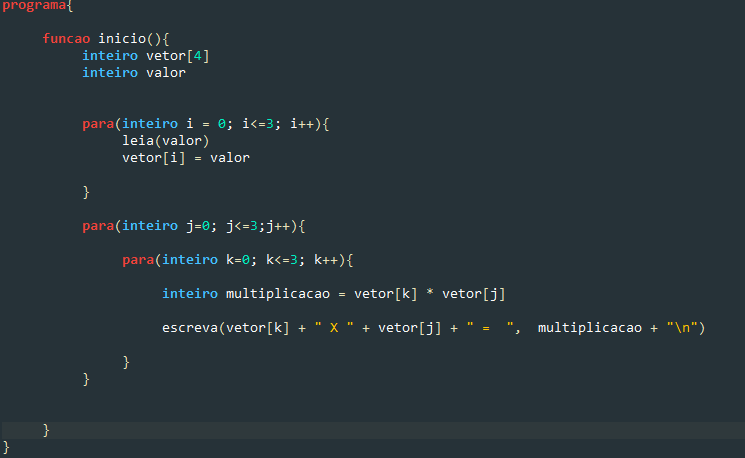 programa{
funcao inicio(){
inteiro vetor[4]
inteiro valor
para(inteiro i = 0; i<=3; i++){
leia(valor)
vetor[i] = valor
}
para(inteiro j=0; j<=3;j++){
para(inteiro k=0; k<=3; k++){
inteiro multiplicacao = vetor[k] * vetor[j]
escreva(vetor[k] + " X " + vetor[j] + " =  ",  multiplicacao + "\n")
}
}
}
}